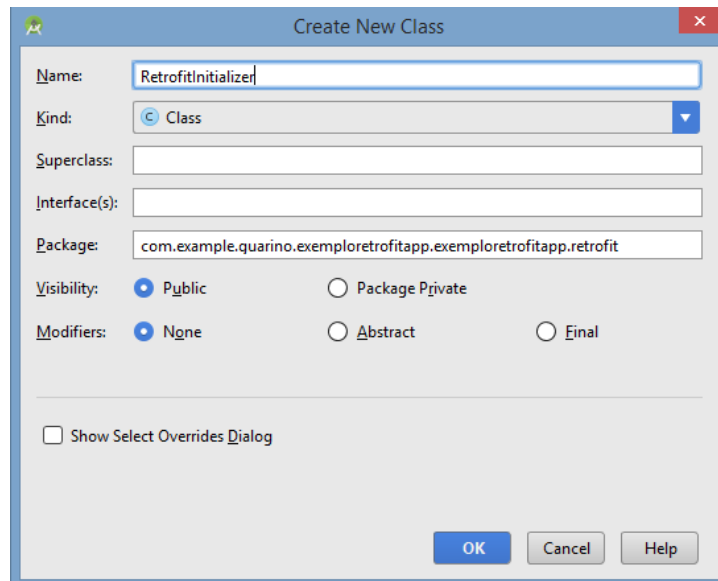 Create New Class
Name: RetrofitInitializer
Kind: C Class
Superclass:
Interface(s):
Package: com.example.quarino.exemploretrofitapp.exemploretrofitapp.retrofit
Visibility: Public Package Private
Modifiers: None Abstract Final
Show Select Overrides Dialog
OK Cancel Help